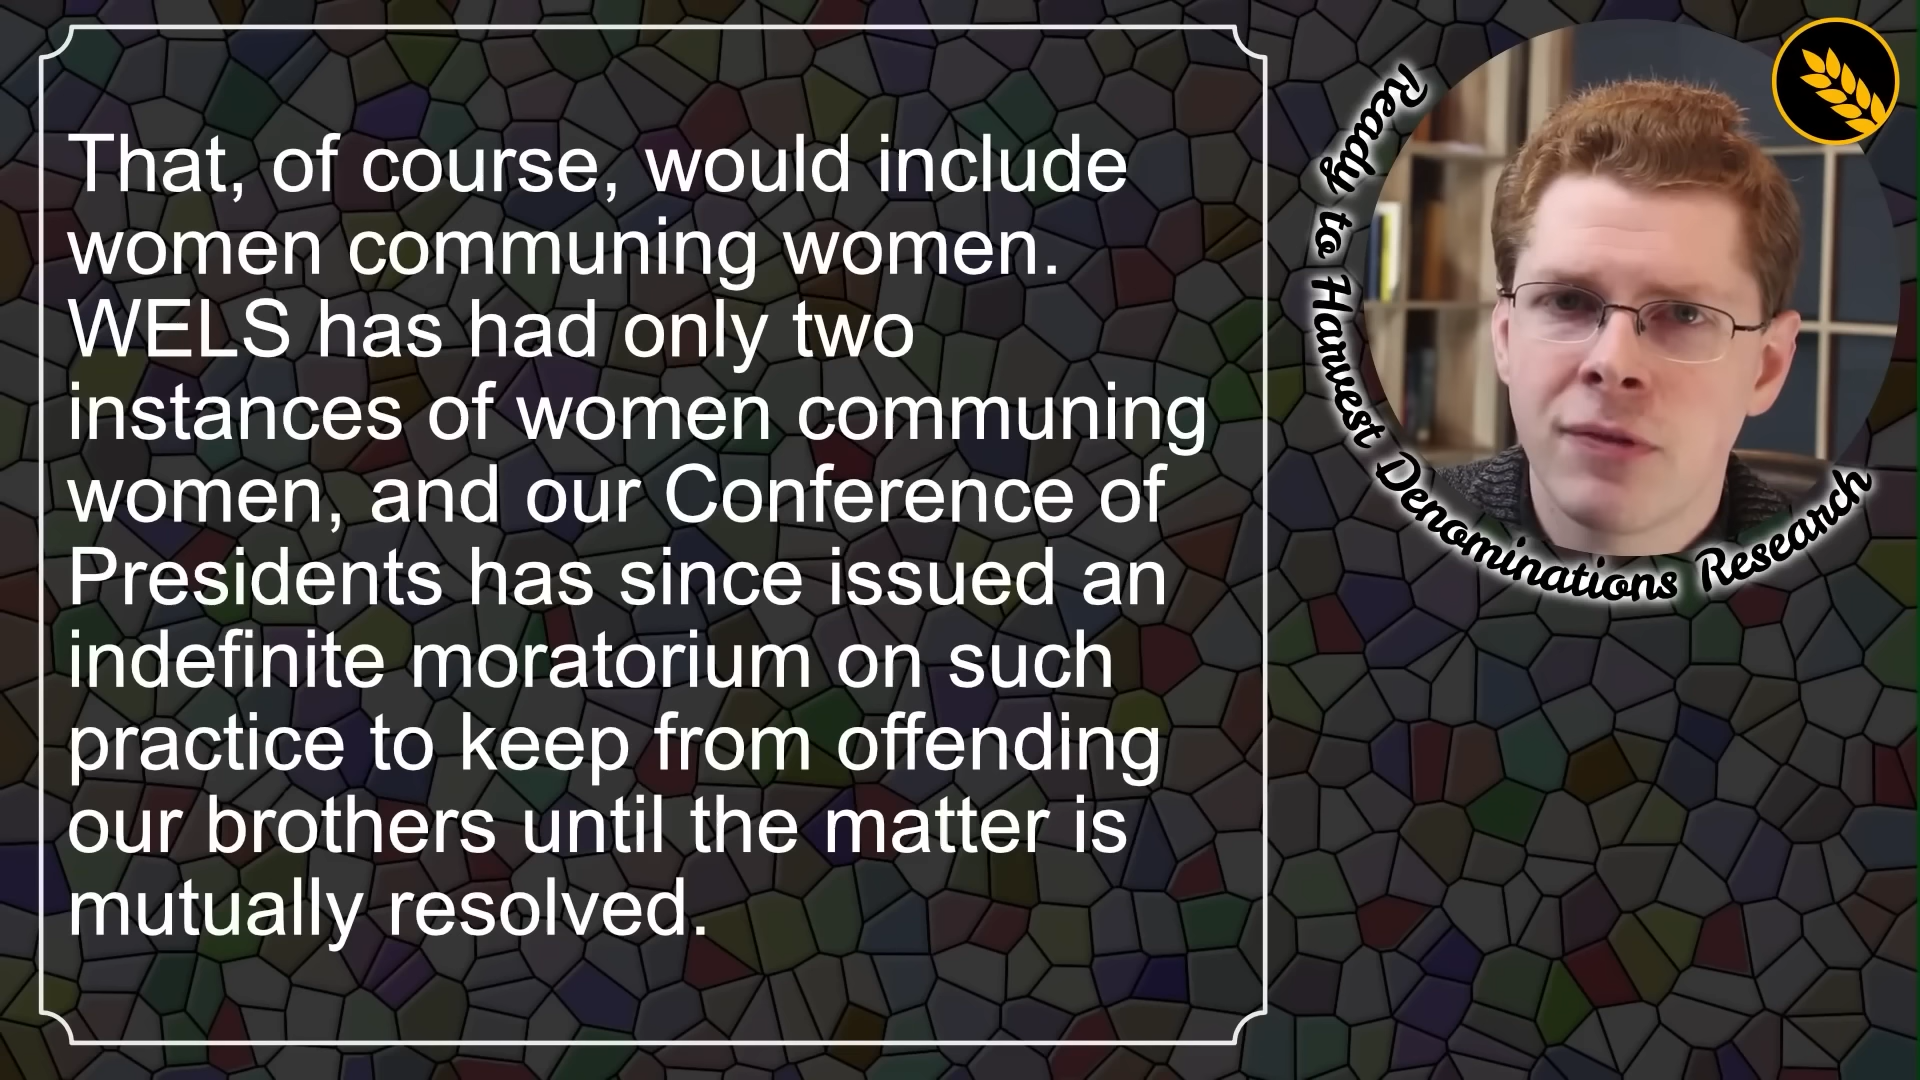 That, of course, would include
women communing women.
WELS has had only two
instances of women communing
women, and our Conference of
Presidents has since issued an
indefinite moratorium on such
practice to keep from offending
our brothers until the matter is
mutually resolved.
Ready to Harvest Denominations Research